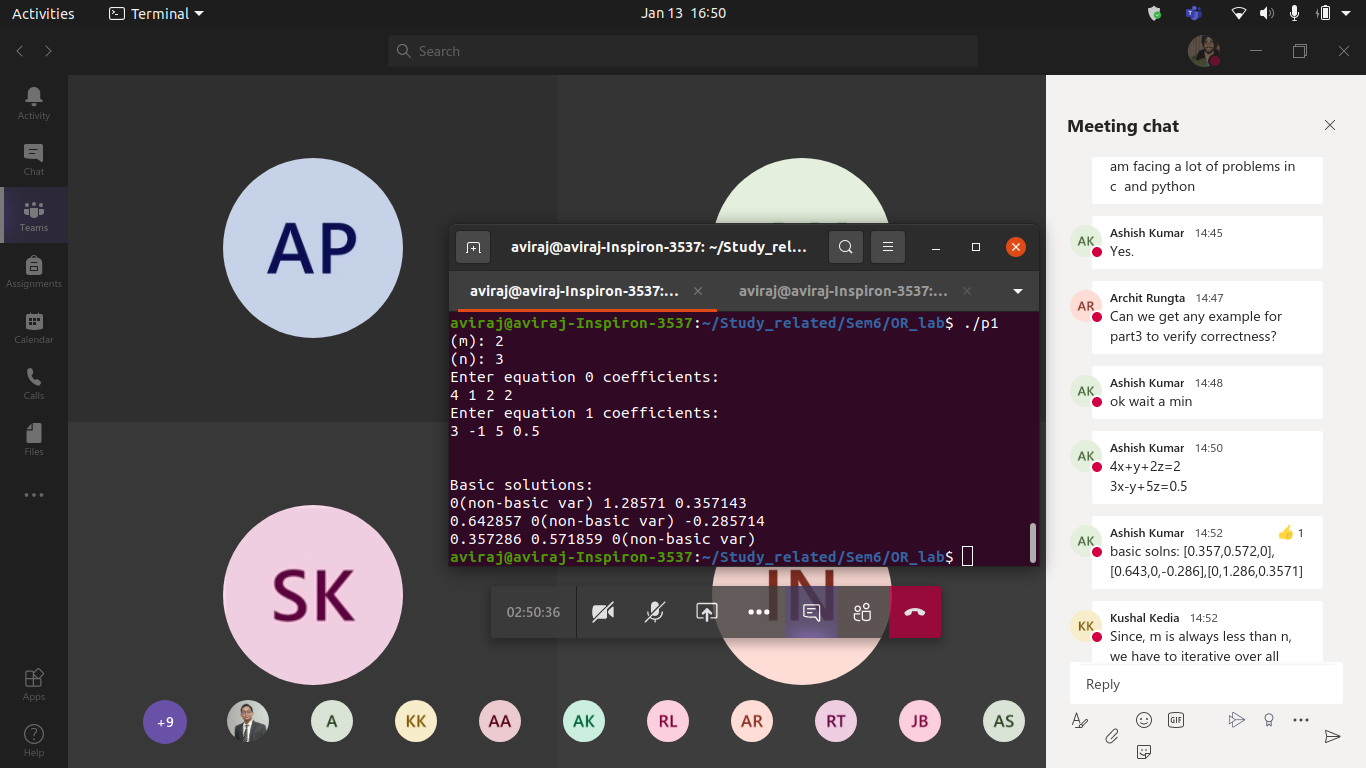 Activities
Terminal
Jan 13 16:50
Search
Activity
Chat
Teams
Assignments
Calendar
Calls
Files
Apps
Help
AP
SK
IN
aviraj@aviraj-Inspiron-3537: ~/Study_rel...
aviraj@aviraj-Inspiron-3537:...
aviraj@aviraj-Inspiron-3537:...
aviraj@aviraj-Inspiron-3537:~/Study_related/Sem6/OR_lab$ ./p1
(m): 2
(n): 3
Enter equation 0 coefficients:
4 1 2 2
Enter equation 1 coefficients:
3 -1 5 0.5
Basic solutions:
0(non-basic var) 1.28571 0.357143
0.642857 0(non-basic var) -0.285714
0.357286 0.571859 0(non-basic var)
aviraj@aviraj-Inspiron-3537:~/Study_related/Sem6/OR_lab$
02:50:36
+9
A
KK
AA
AK
RL
AR
RT
JB
AS
Meeting chat
am facing a lot of problems in
c and python
AK
Ashish Kumar 14:45
Yes.
AR
Archit Rungta 14:47
Can we get any example for
part3 to verify correctness?
AK
Ashish Kumar 14:48
ok wait a min
AK
Ashish Kumar 14:50
4x+y+2z=2
3x-y+5z=0.5
AK
Ashish Kumar 14:52
👍 1
basic solns: [0.357,0.572,0],
[0.643,0,-0.286],[0,1.286,0.3571]
KK
Kushal Kedia 14:52
Since, m is always less than n,
we have to iterative over all
Reply
GIF